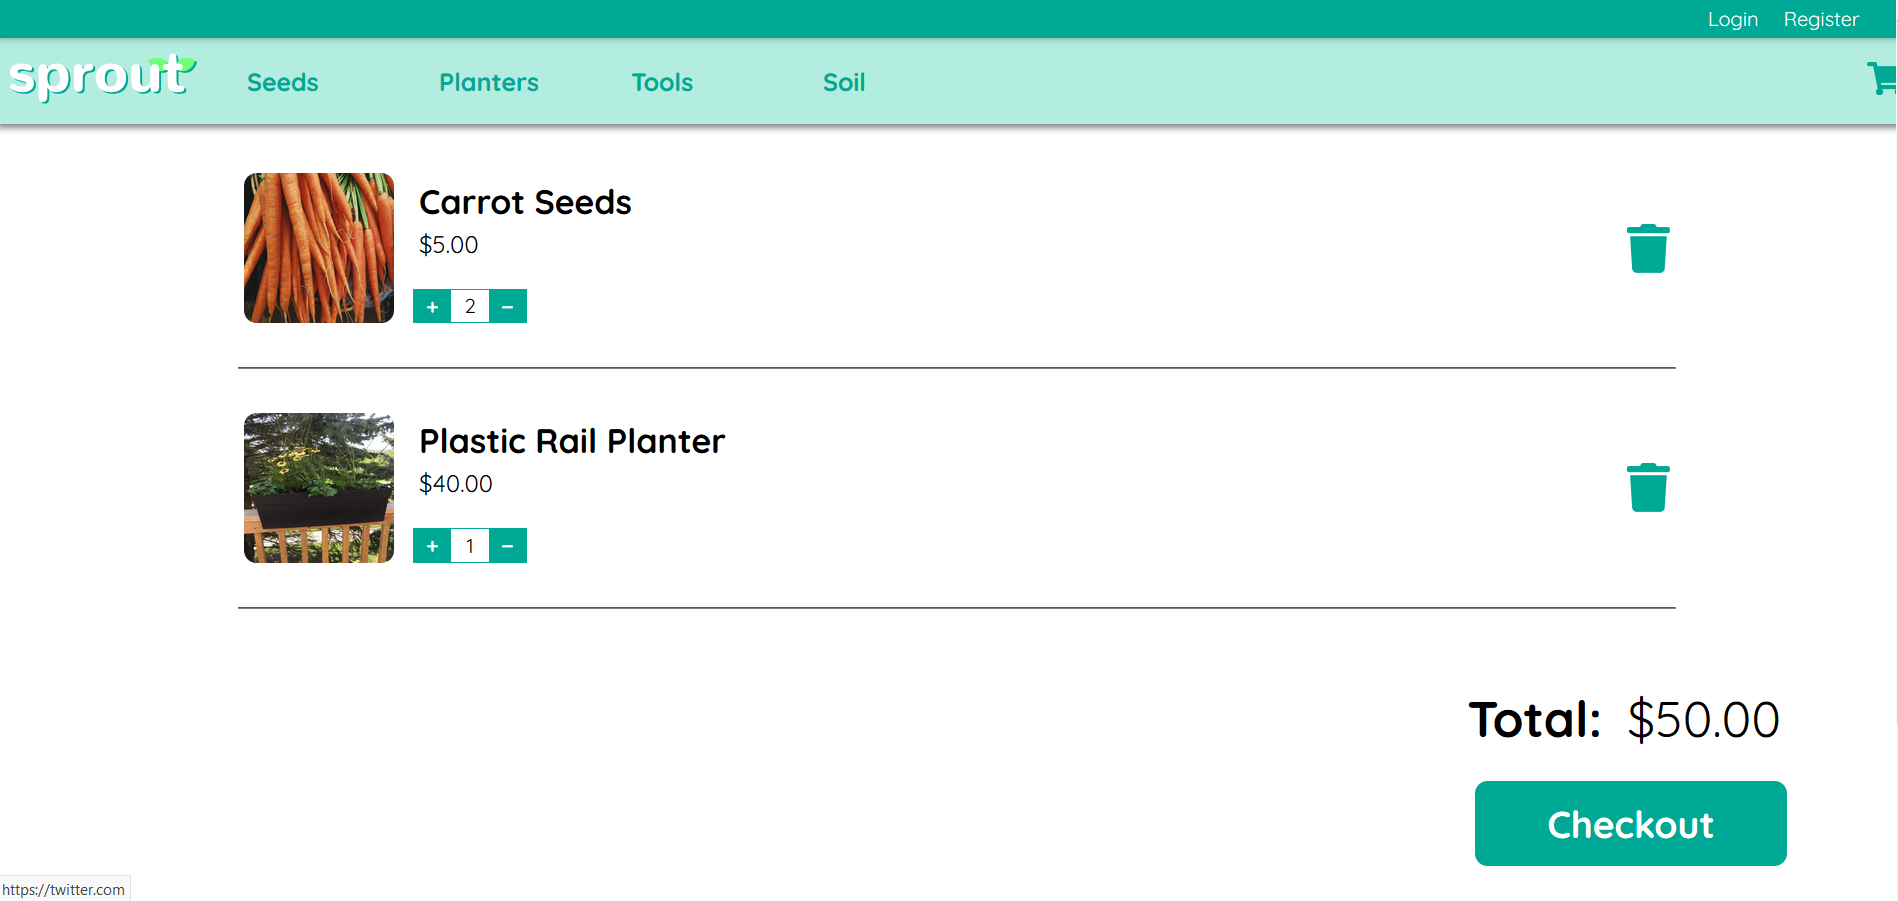 Login Register
sprout Seeds Planters Tools Soil
Carrot Seeds
$5.00
+ 2 −
Plastic Rail Planter
$40.00
+ 1 −
Total: $50.00
Checkout
https://twitter.com